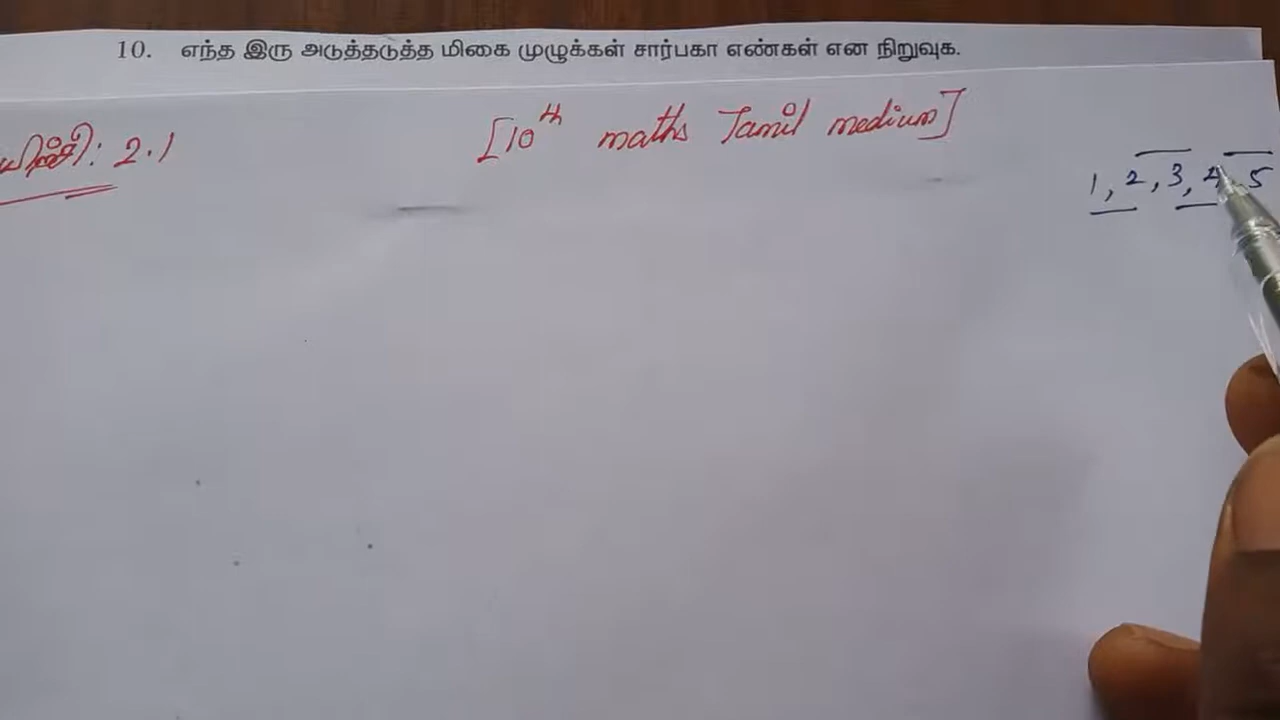 10. எந்த இரு அடுத்தடுத்த மிகை முழுக்கள் சார்பகா எண்கள் என நிறுவுக.
[10th maths Tamil medium]
: 2.1
1, 2, 3, 4 5